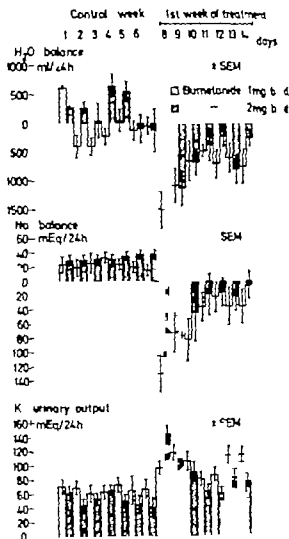 Control week 1st week of treatment
1 2 3 4 5 6 8 9 10 11 12 13 14 days
H₂O balance
ml/24h ± SEM
1000
500
0
500
1000
1500
Bumetanide 1mg b d
— 2mg b d
Na balance
mEq/24h SEM
60
40
20
0
20
40
60
80
100
120
140
K urinary output
mEq/24h ± SEM
160
140
120
100
80
60
40
20
0